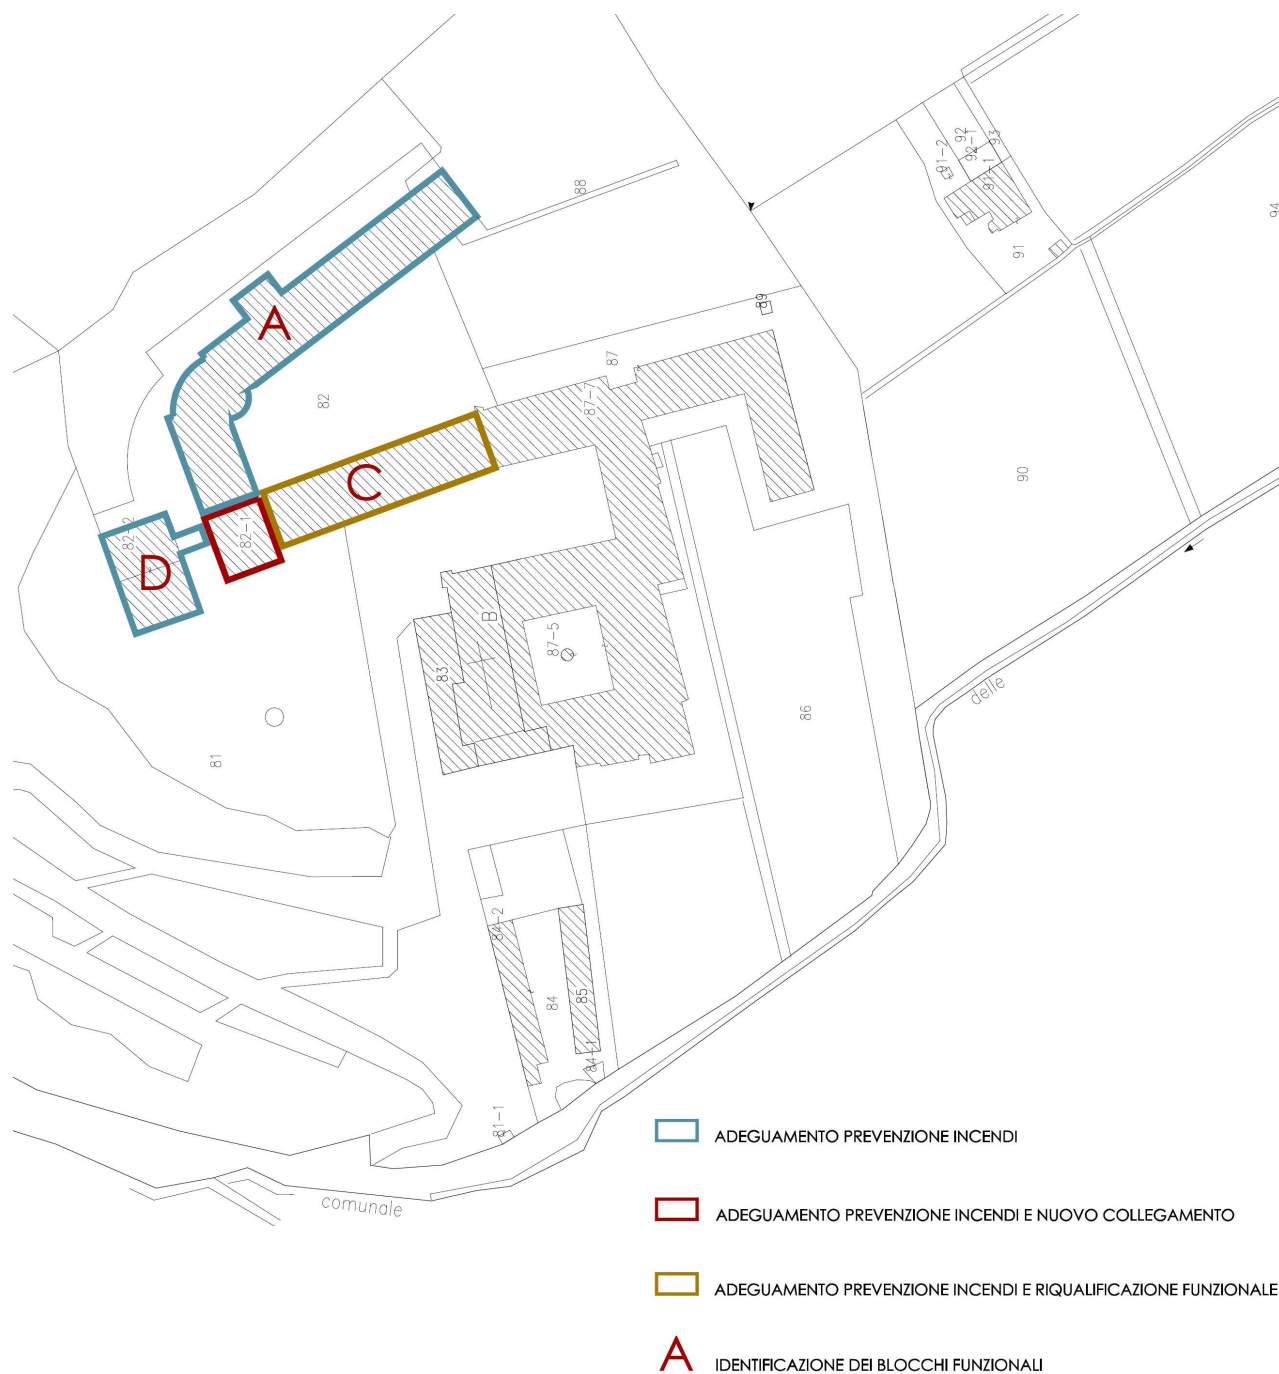 92
93
91-2
92-1
91-1
88
94
91
89
A
87
82
87-7
C
90
82-2
82-1
D
B
87-5
83
delle
86
81
84-2
84
85
84-1
81-1
ADEGUAMENTO PREVENZIONE INCENDI
comunale
ADEGUAMENTO PREVENZIONE INCENDI E NUOVO COLLEGAMENTO
ADEGUAMENTO PREVENZIONE INCENDI E RIQUALIFICAZIONE FUNZIONALE
A IDENTIFICAZIONE DEI BLOCCHI FUNZIONALI